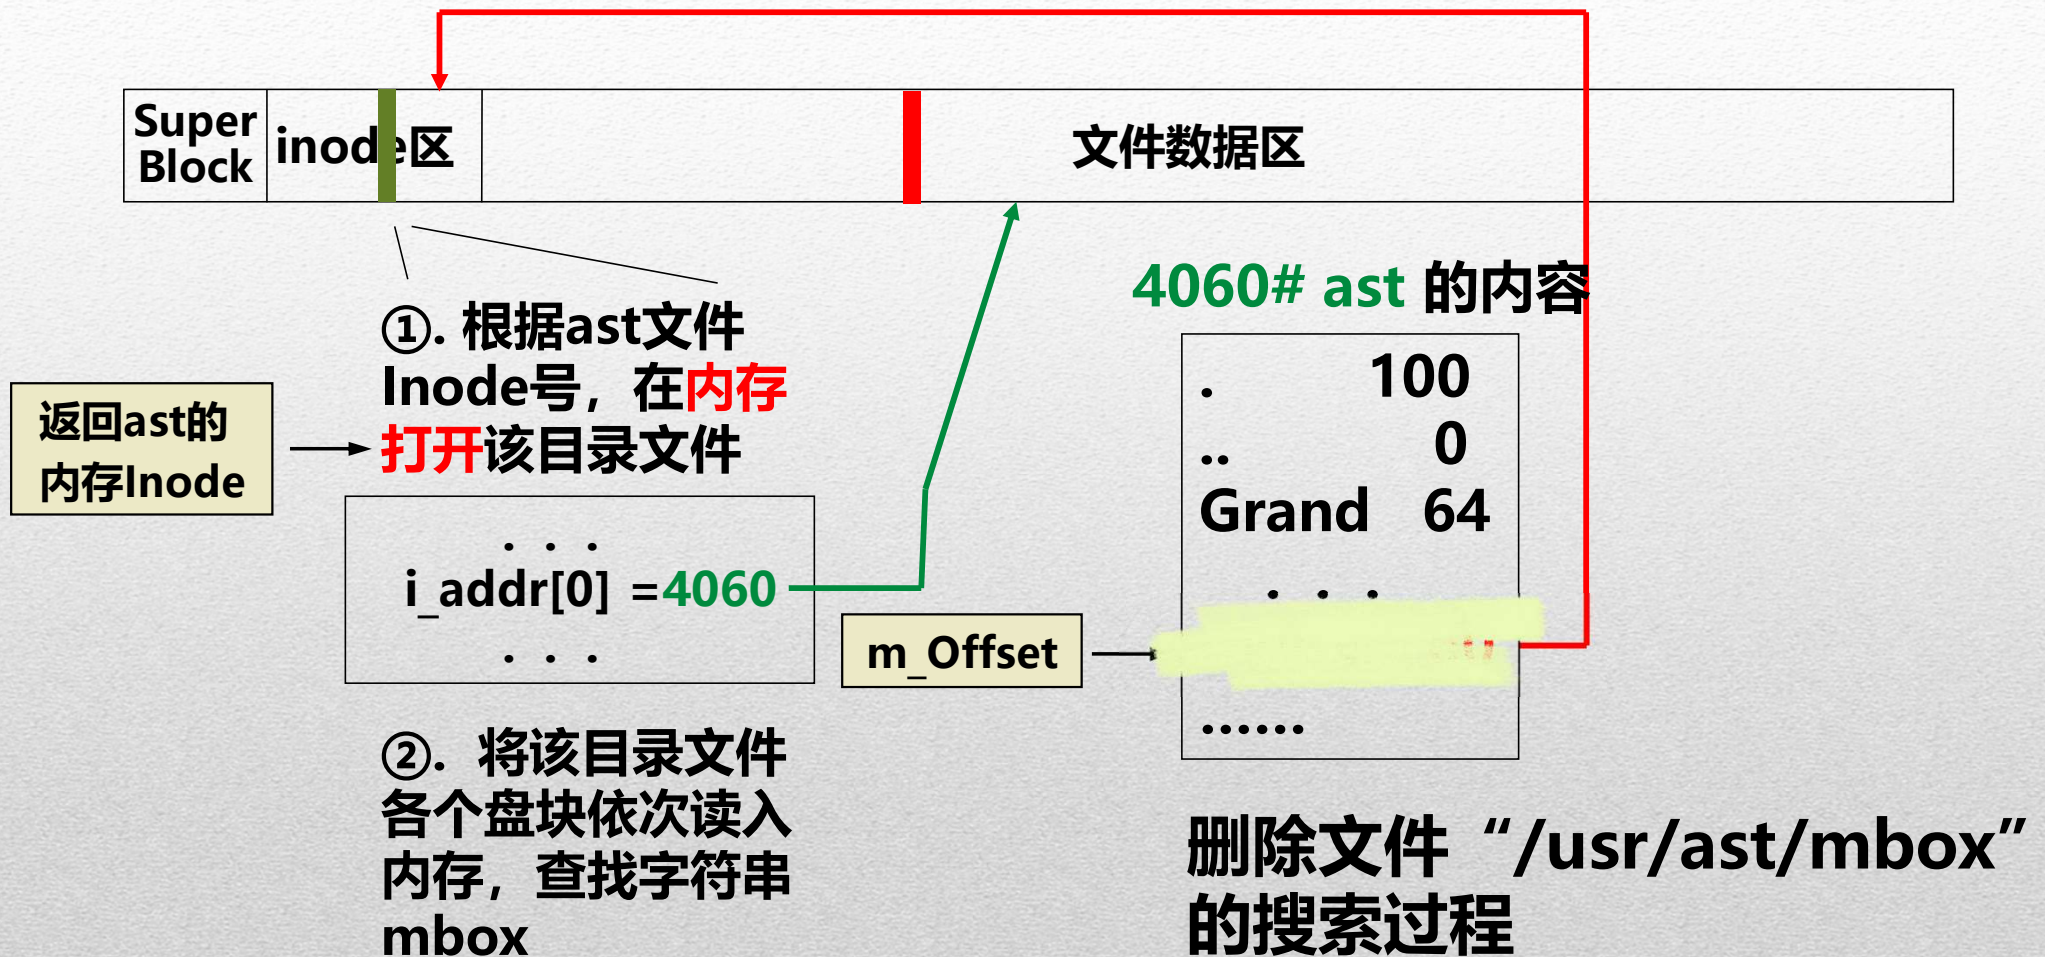 Super
Block
inode区
文件数据区
4060# ast 的内容
①. 根据ast文件
Inode号，在内存
打开该目录文件
返回ast的
内存Inode
. . .
i_addr[0] =4060
. . .
. 100
.. 0
Grand 64
. . .
m_Offset
......
②. 将该目录文件
各个盘块依次读入
内存，查找字符串
mbox
删除文件“/usr/ast/mbox”
的搜索过程